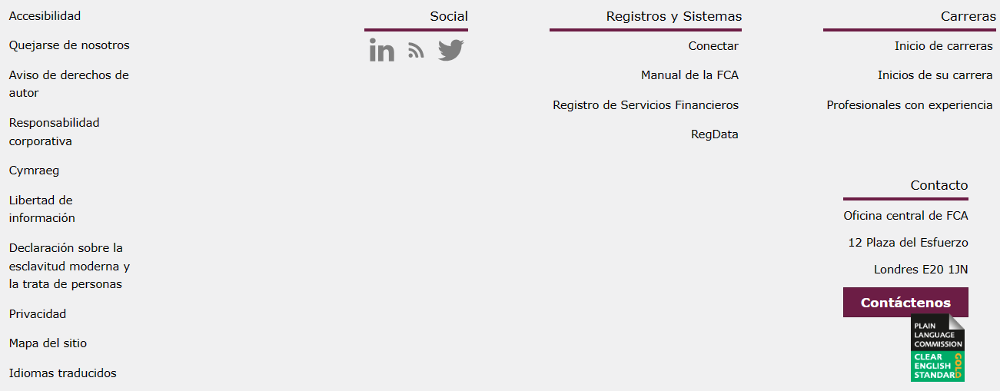 Accesibilidad
Quejarse de nosotros
Aviso de derechos de
autor
Responsabilidad
corporativa
Cymraeg
Libertad de
información
Declaración sobre la
esclavitud moderna y
la trata de personas
Privacidad
Mapa del sitio
Idiomas traducidos
Social
in
Registros y Sistemas
Conectar
Manual de la FCA
Registro de Servicios Financieros
RegData
Carreras
Inicio de carreras
Inicios de su carrera
Profesionales con experiencia
Contacto
Oficina central de FCA
12 Plaza del Esfuerzo
Londres E20 1JN
Contáctenos
PLAIN
LANGUAGE
COMMISSION
CLEAR
ENGLISH
STANDARD
GOLD